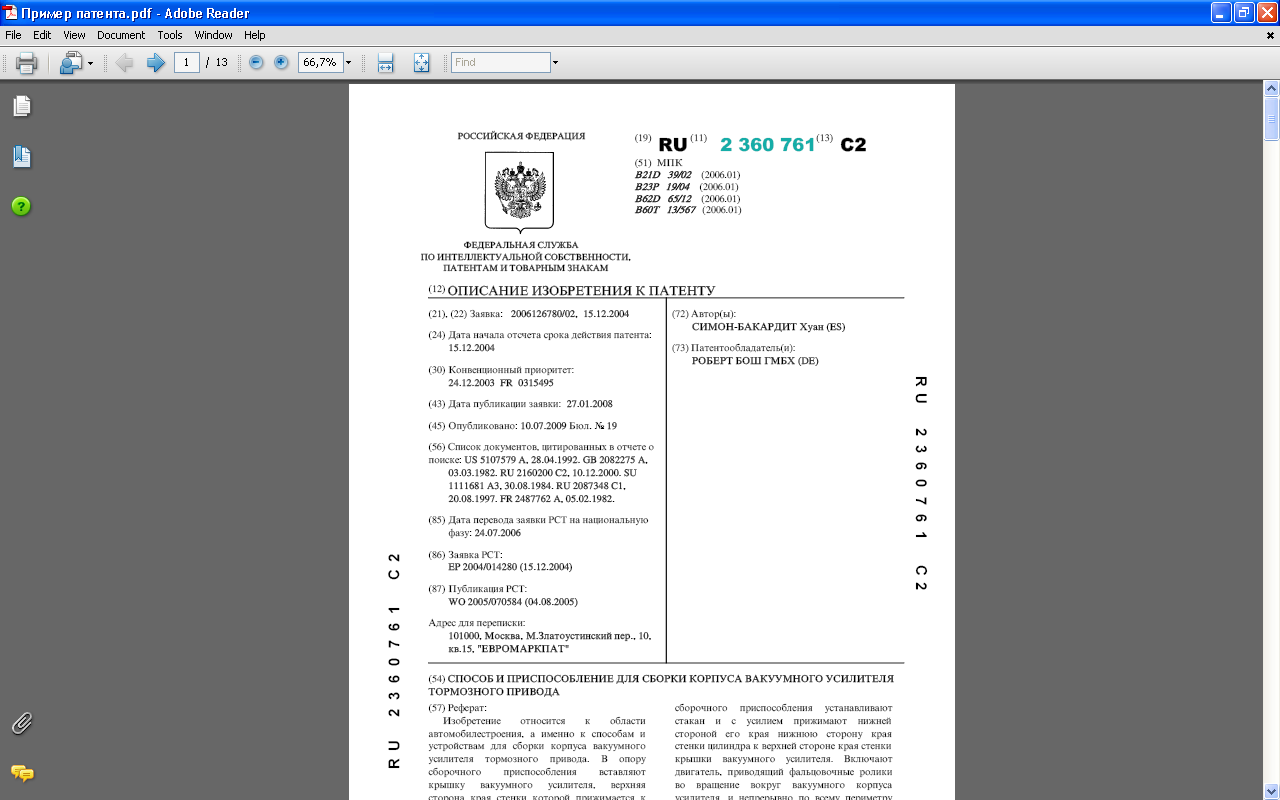 Пример патента.pdf - Adobe Reader
File Edit View Document Tools Window Help
1 / 13 66,7% Find
РОССИЙСКАЯ ФЕДЕРАЦИЯ
ФЕДЕРАЛЬНАЯ СЛУЖБА
ПО ИНТЕЛЛЕКТУАЛЬНОЙ СОБСТВЕННОСТИ,
ПАТЕНТАМ И ТОВАРНЫМ ЗНАКАМ
(19) RU (11) 2 360 761 (13) C2
(51) МПК
B21D 39/02 (2006.01)
B23P 19/04 (2006.01)
B62D 65/12 (2006.01)
B60T 13/567 (2006.01)
(12) ОПИСАНИЕ ИЗОБРЕТЕНИЯ К ПАТЕНТУ
(21), (22) Заявка: 2006126780/02, 15.12.2004
(24) Дата начала отсчета срока действия патента:
15.12.2004
(30) Конвенционный приоритет:
24.12.2003 FR 0315495
(43) Дата публикации заявки: 27.01.2008
(45) Опубликовано: 10.07.2009 Бюл. № 19
(56) Список документов, цитированных в отчете о
поиске: US 5107579 A, 28.04.1992. GB 2082275 A,
03.03.1982. RU 2160200 C2, 10.12.2000. SU
1111681 A3, 30.08.1984. RU 2087348 C1,
20.08.1997. FR 2487762 A, 05.02.1982.
(85) Дата перевода заявки PCT на национальную
фазу: 24.07.2006
(86) Заявка PCT:
EP 2004/014280 (15.12.2004)
(87) Публикация PCT:
WO 2005/070584 (04.08.2005)
Адрес для переписки:
101000, Москва, М.Златоустинский пер., 10,
кв.15, "ЕВРОМАРКПАТ"
(72) Автор(ы):
СИМОН-БАКАРДИТ Хуан (ES)
(73) Патентообладатель(и):
РОБЕРТ БОШ ГМБХ (DE)
(54) СПОСОБ И ПРИСПОСОБЛЕНИЕ ДЛЯ СБОРКИ КОРПУСА ВАКУУМНОГО УСИЛИТЕЛЯ
ТОРМОЗНОГО ПРИВОДА
(57) Реферат:
Изобретение относится к области
автомобилестроения, а именно к способам и
устройствам для сборки корпуса вакуумного
усилителя тормозного привода. В опору
сборочного приспособления вставляют
крышку вакуумного усилителя, верхняя
сторона края стенки которой прижимается к
сборочного приспособления устанавливают
стакан и с усилием прижимают нижней
стороной его края нижнюю сторону края
стенки цилиндра к верхней стороне края стенки
крышки вакуумного усилителя. Включают
двигатель, приводящий фальцовочные ролики
во вращение вокруг вакуумного корпуса
усилителя, и непрерывно по всему периметру
RU 2360761 C2
RU 2360761 C2